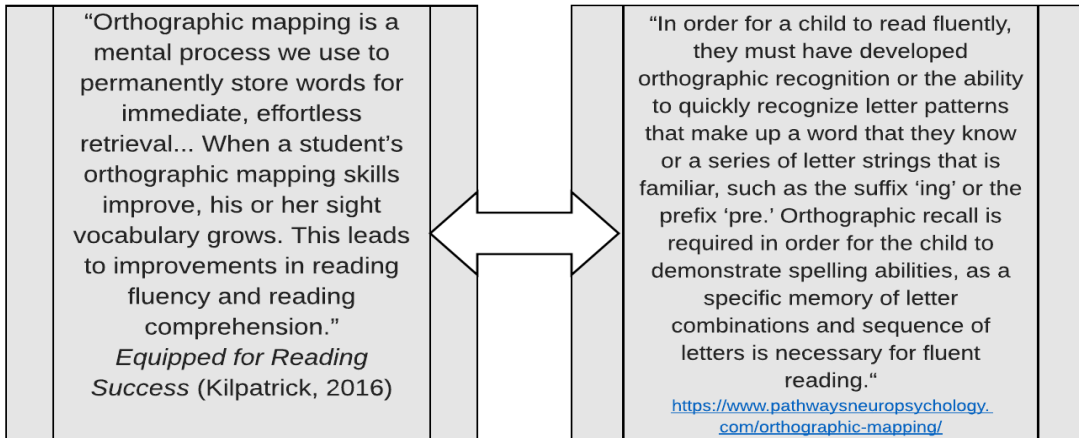 “Orthographic mapping is a
mental process we use to
permanently store words for
immediate, effortless
retrieval... When a student’s
orthographic mapping skills
improve, his or her sight
vocabulary grows. This leads
to improvements in reading
fluency and reading
comprehension.”
Equipped for Reading
Success (Kilpatrick, 2016)
“In order for a child to read fluently,
they must have developed
orthographic recognition or the ability
to quickly recognize letter patterns
that make up a word that they know
or a series of letter strings that is
familiar, such as the suffix ‘ing’ or the
prefix ‘pre.’ Orthographic recall is
required in order for the child to
demonstrate spelling abilities, as a
specific memory of letter
combinations and sequence of
letters is necessary for fluent
reading.“
https://www.pathwaysneuropsychology.
com/orthographic-mapping/